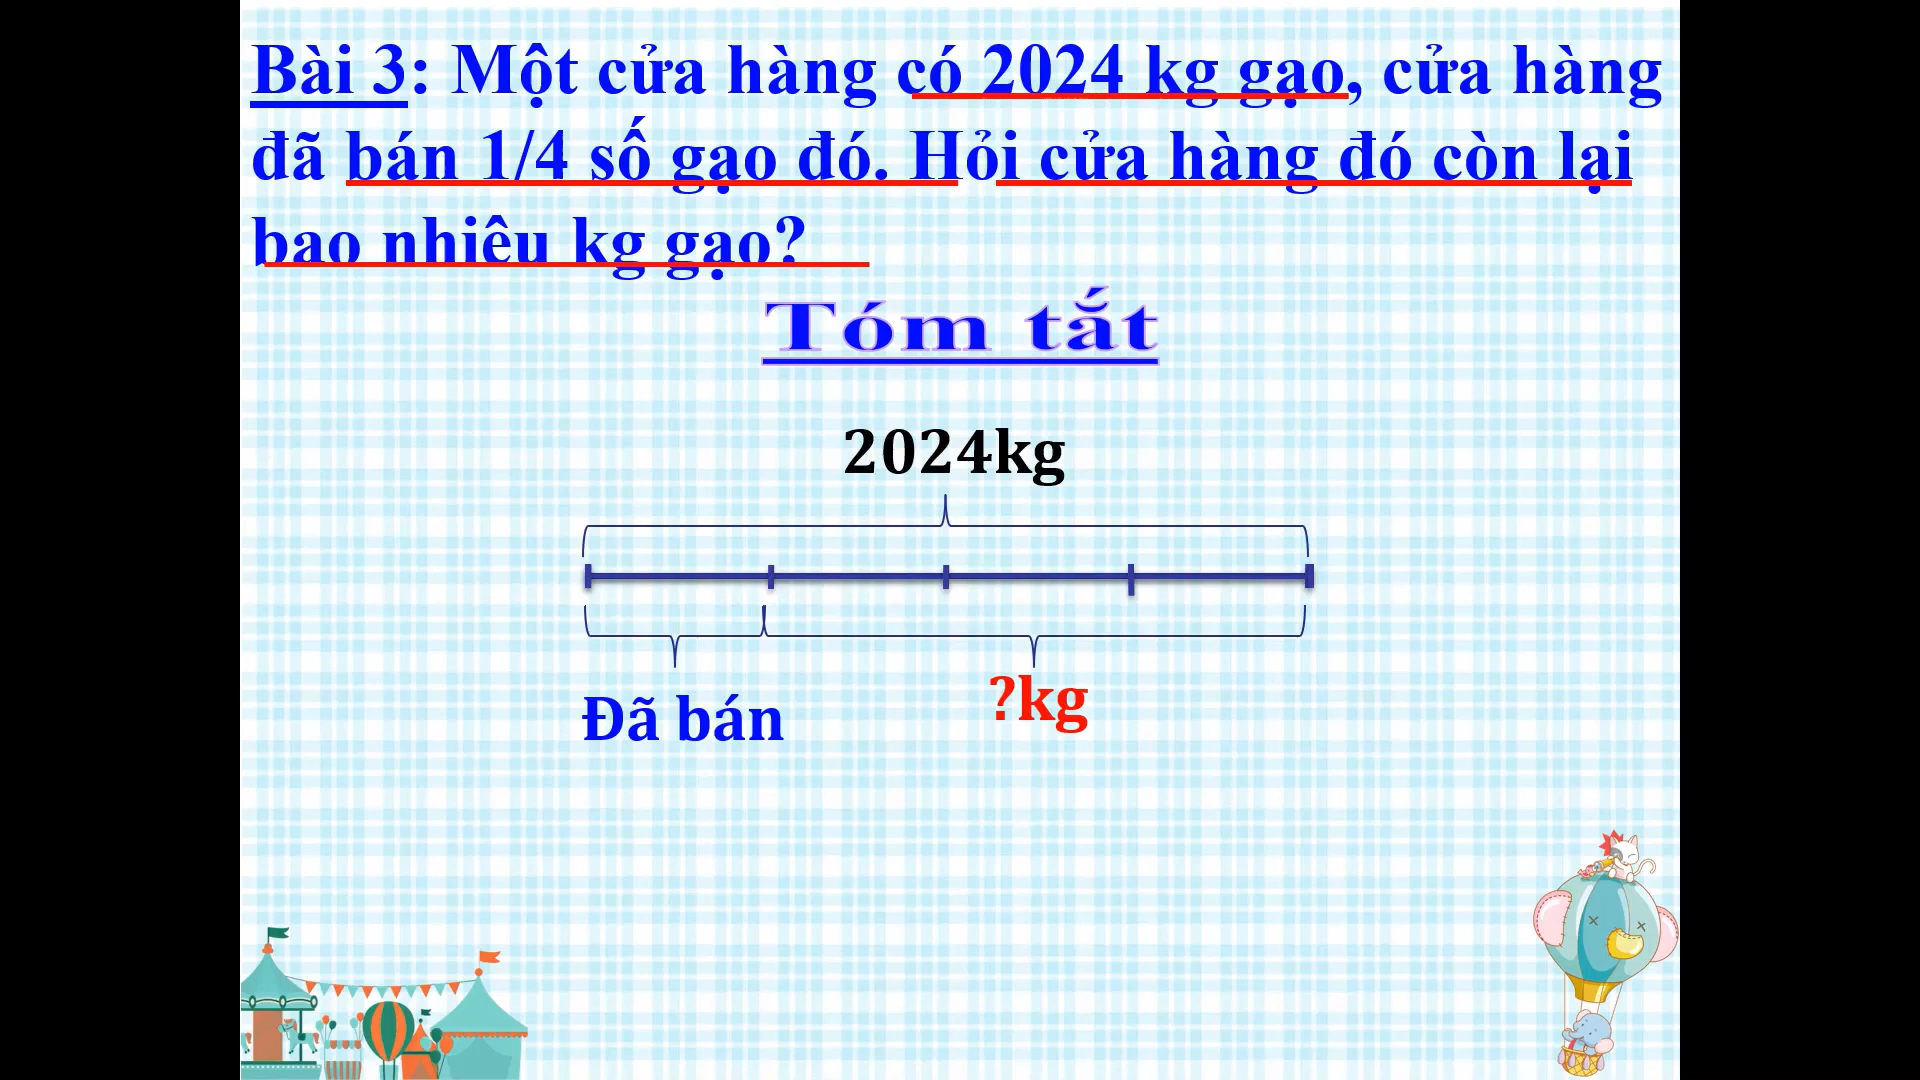 Bài 3: Một cửa hàng có 2024 kg gạo, cửa hàng
đã bán 1/4 số gạo đó. Hỏi cửa hàng đó còn lại
bao nhiêu kg gạo?
Tóm tắt
2024kg
Đã bán
?kg